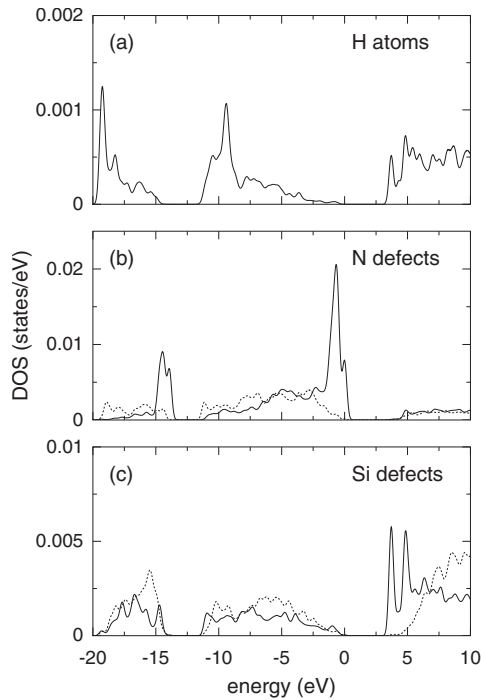 0.002
(a)
H atoms
0.001
0
(b)
N defects
0.02
0.01
0
DOS (states/eV)
0.01
(c)
Si defects
0.005
0
-20 -15 -10 -5 0 5 10
energy (eV)